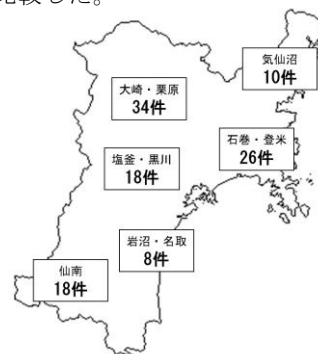 比較した。
気仙沼
10件
大崎・栗原
34件
石巻・登米
26件
塩釜・黒川
18件
岩沼・名取
8件
仙南
18件